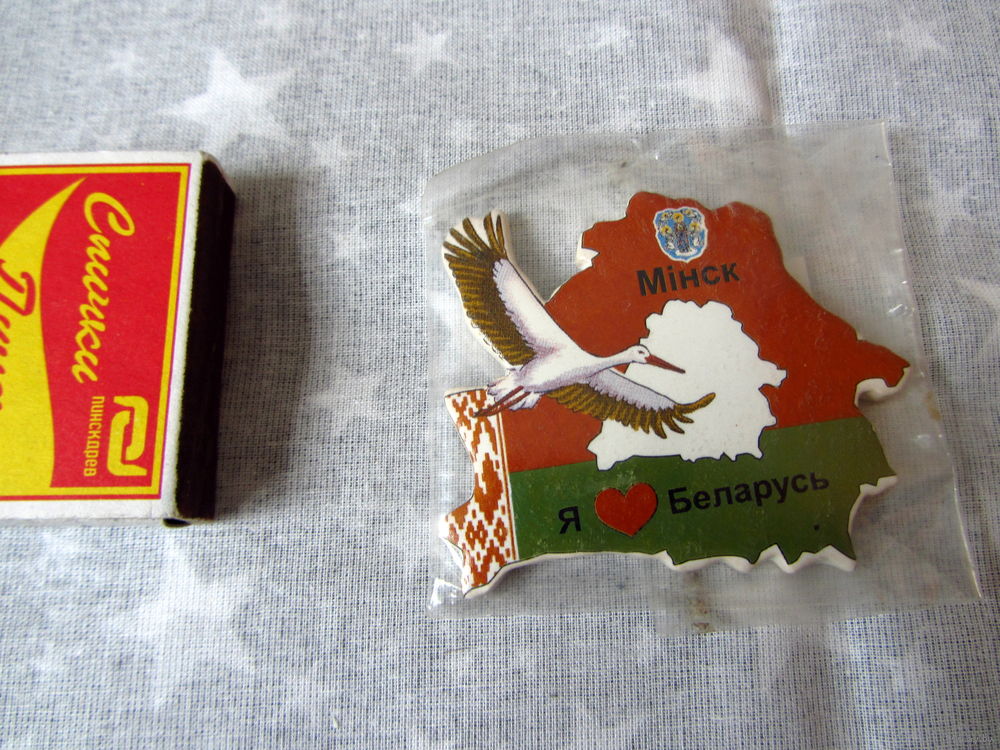 Спички
пинскдрев
Мінск
Я
Беларусь